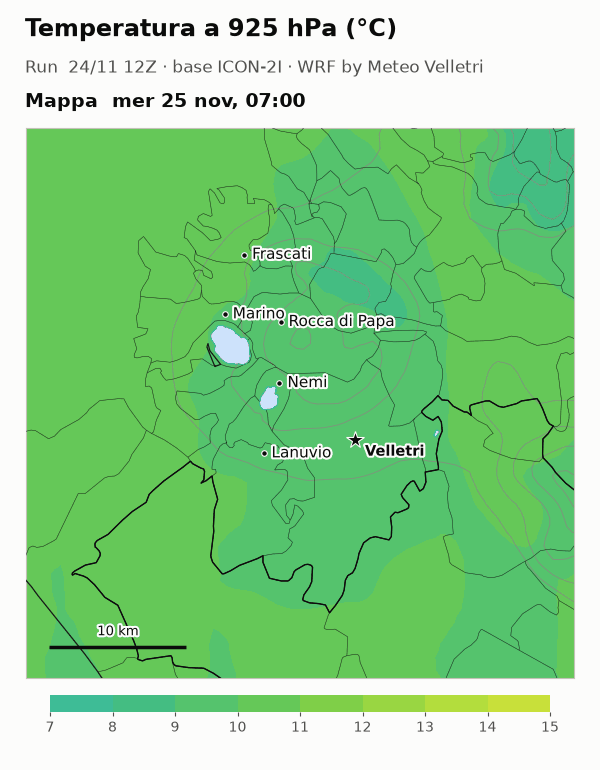 Temperatura a 925 hPa (°C)
Run  24/11 12Z · base ICON-2I · WRF by Meteo Velletri
Mappa  mer 25 nov, 07:00
Frascati
Marino
Rocca di Papa
Nemi
Velletri
Lanuvio
10 km
7 8 9 10 11 12 13 14 15